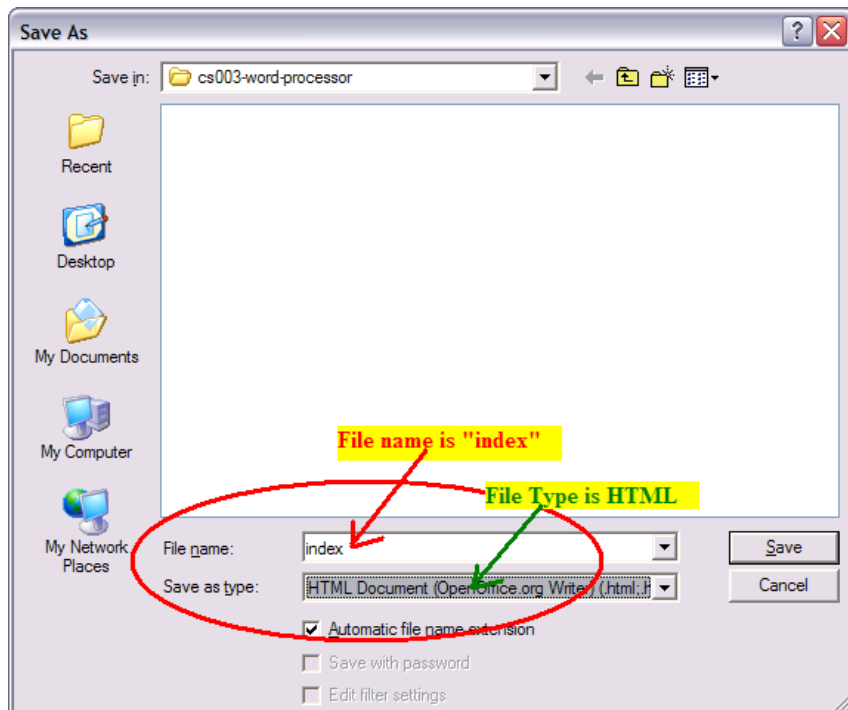 Save As
Save in: cs003-word-processor
Recent
Desktop
My Documents
My Computer
My Network Places
File name is "index"
File Type is HTML
File name: index Save
Save as type: HTML Document (OpenOffice.org Writer) (.html;.h Cancel
Automatic file name extension
Save with password
Edit filter settings